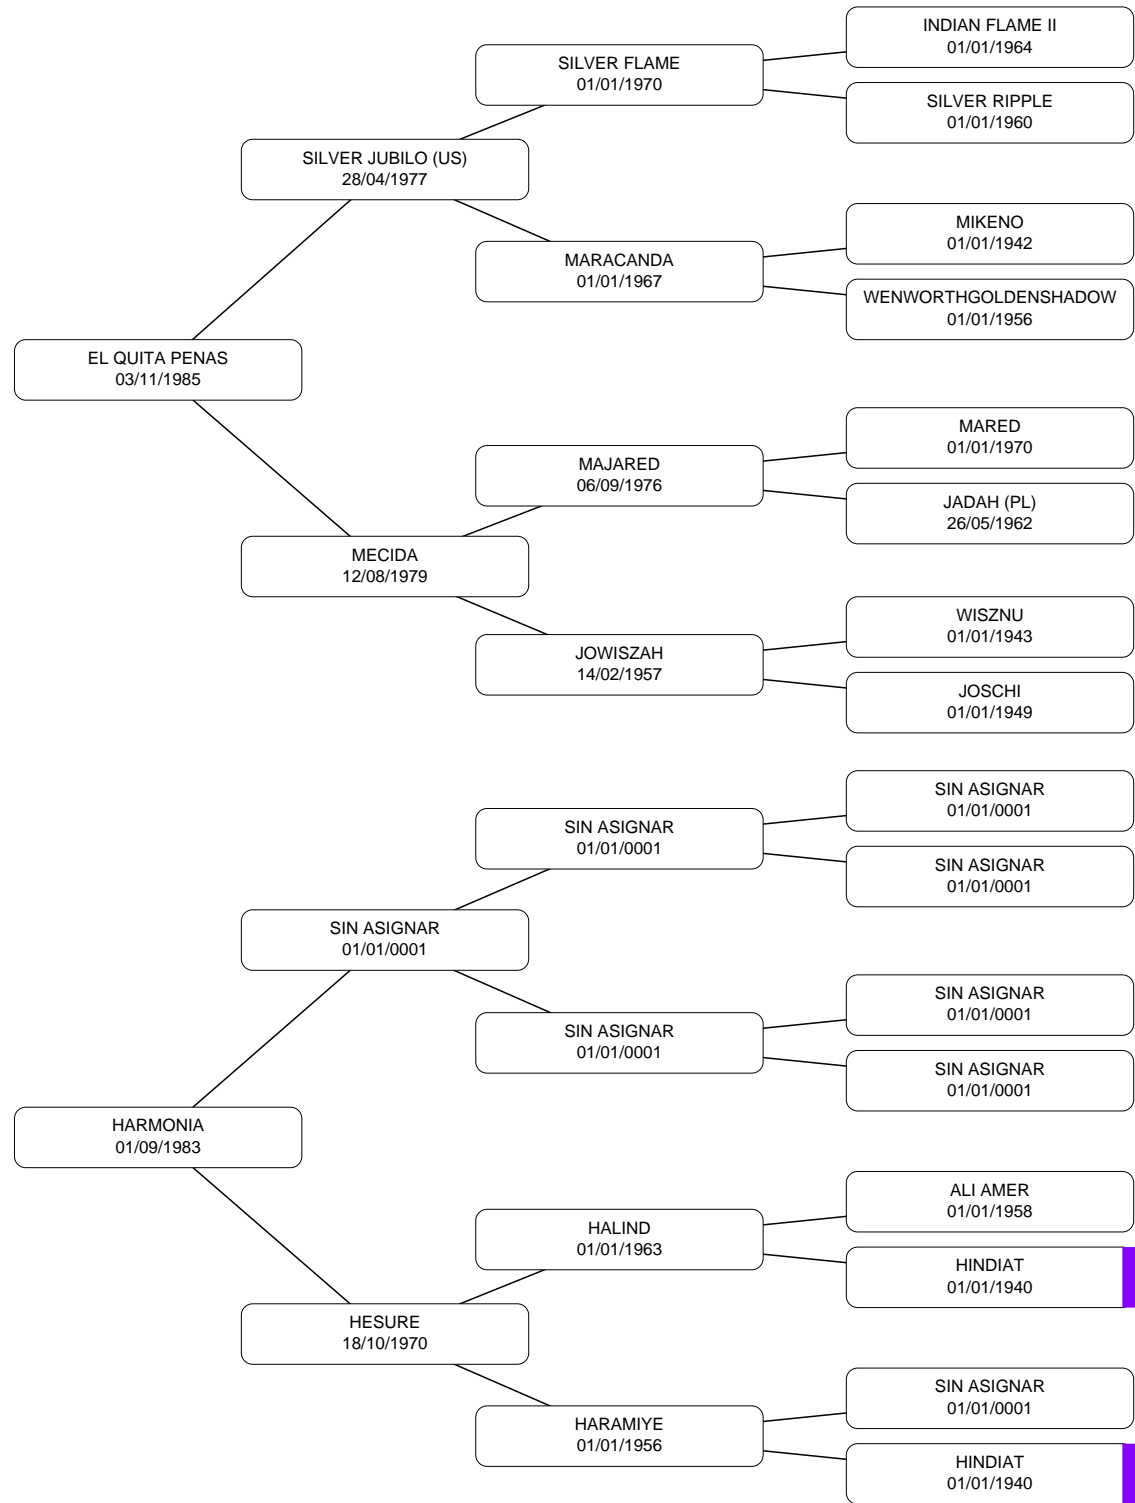 INDIAN FLAME II
01/01/1964
SILVER FLAME
01/01/1970
SILVER RIPPLE
01/01/1960
SILVER JUBILO (US)
28/04/1977
MIKENO
01/01/1942
MARACANDA
01/01/1967
WENWORTHGOLDENSHADOW
01/01/1956
EL QUITA PENAS
03/11/1985
MARED
01/01/1970
MAJARED
06/09/1976
JADAH (PL)
26/05/1962
MECIDA
12/08/1979
WISZNU
01/01/1943
JOWISZAH
14/02/1957
JOSCHI
01/01/1949
SIN ASIGNAR
01/01/0001
SIN ASIGNAR
01/01/0001
SIN ASIGNAR
01/01/0001
SIN ASIGNAR
01/01/0001
SIN ASIGNAR
01/01/0001
SIN ASIGNAR
01/01/0001
SIN ASIGNAR
01/01/0001
HARMONIA
01/09/1983
ALI AMER
01/01/1958
HALIND
01/01/1963
HINDIAT
01/01/1940
HESURE
18/10/1970
SIN ASIGNAR
01/01/0001
HARAMIYE
01/01/1956
HINDIAT
01/01/1940